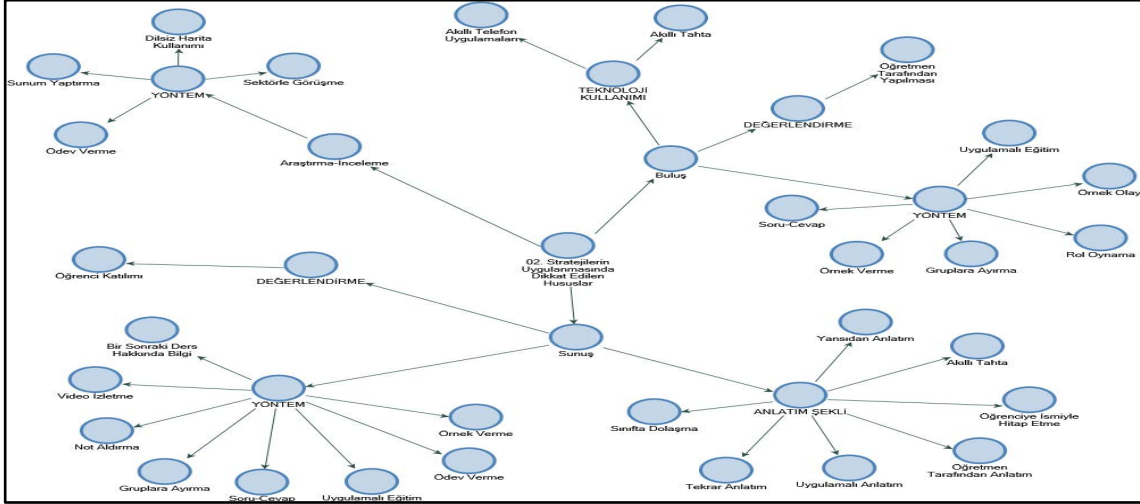 Dilsiz Harita
Kullanımı
Sunum Yaptırma
YÖNTEM
Sektörle Görüşme
Ödev Verme
Araştırma-İnceleme
Akıllı Telefon
Uygulamaları
Akıllı Tahta
TEKNOLOJİ
KULLANIMI
Öğretmen
Tarafından
Yapılması
DEĞERLENDİRME
Buluş
Uygulamalı Eğitim
Örnek Olay
YÖNTEM
Soru-Cevap
Örnek Verme
Gruplara Ayırma
Rol Oynama
02. Stratejilerin
Uygulanmasında
Dikkat Edilen
Hususlar
Öğrenci Katılımı
DEĞERLENDİRME
Sunuş
Bir Sonraki Ders
Hakkında Bilgi
Video İzletme
YÖNTEM
Not Aldırma
Gruplara Ayırma
Soru-Cevap
Uygulamalı Eğitim
Ödev Verme
Örnek Verme
Yansıdan Anlatım
Akıllı Tahta
ANLATIM ŞEKLİ
Öğrenciye İsmiyle
Hitap Etme
Sınıfta Dolaşma
Tekrar Anlatım
Uygulamalı Anlatım
Öğretmen
Tarafından Anlatım